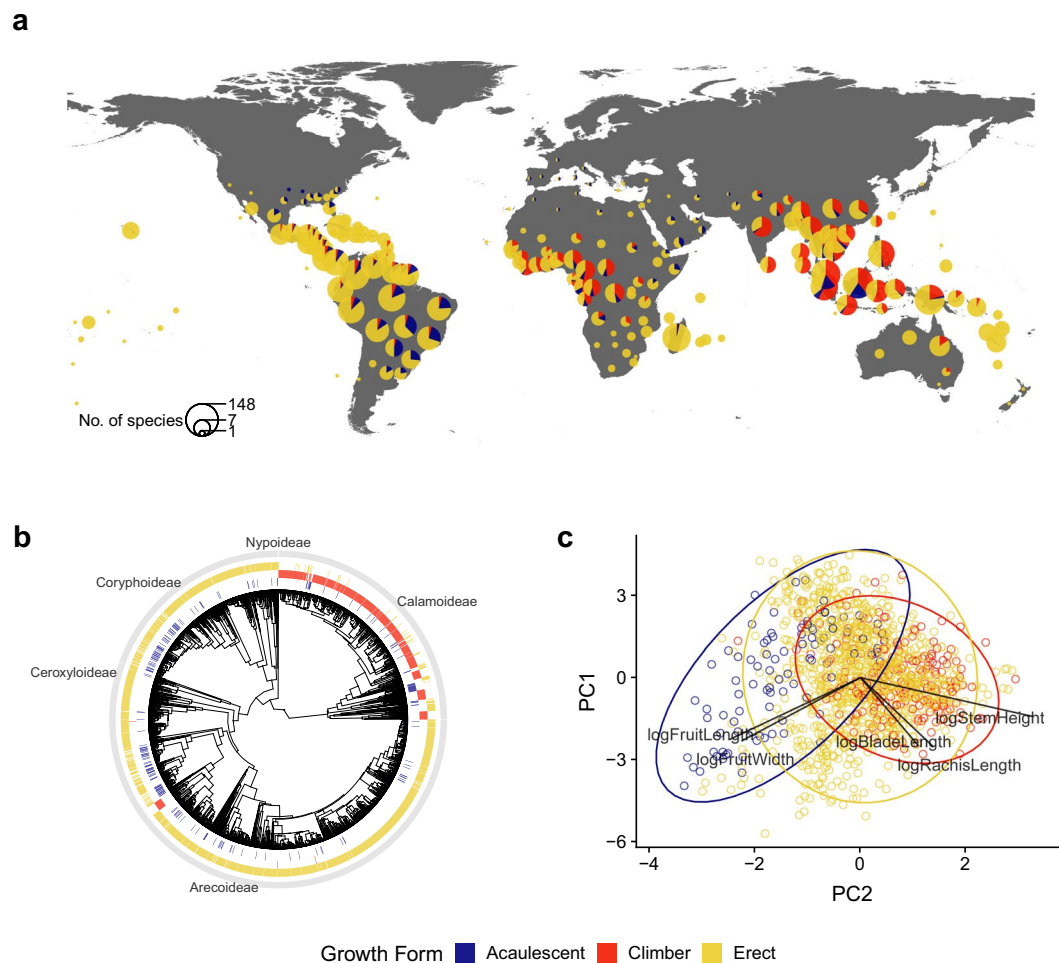 a
No. of species
148
7
1
b
Nypoideae
Coryphoideae
Calamoideae
Ceroxyloideae
Arecoideae
c
PC1
3
0
−3
−6
logStemHeight
logFruitLength
logBladeLength
logFruitWidth
logRachisLength
−4
−2
0
2
PC2
Growth Form Acaulescent Climber Erect